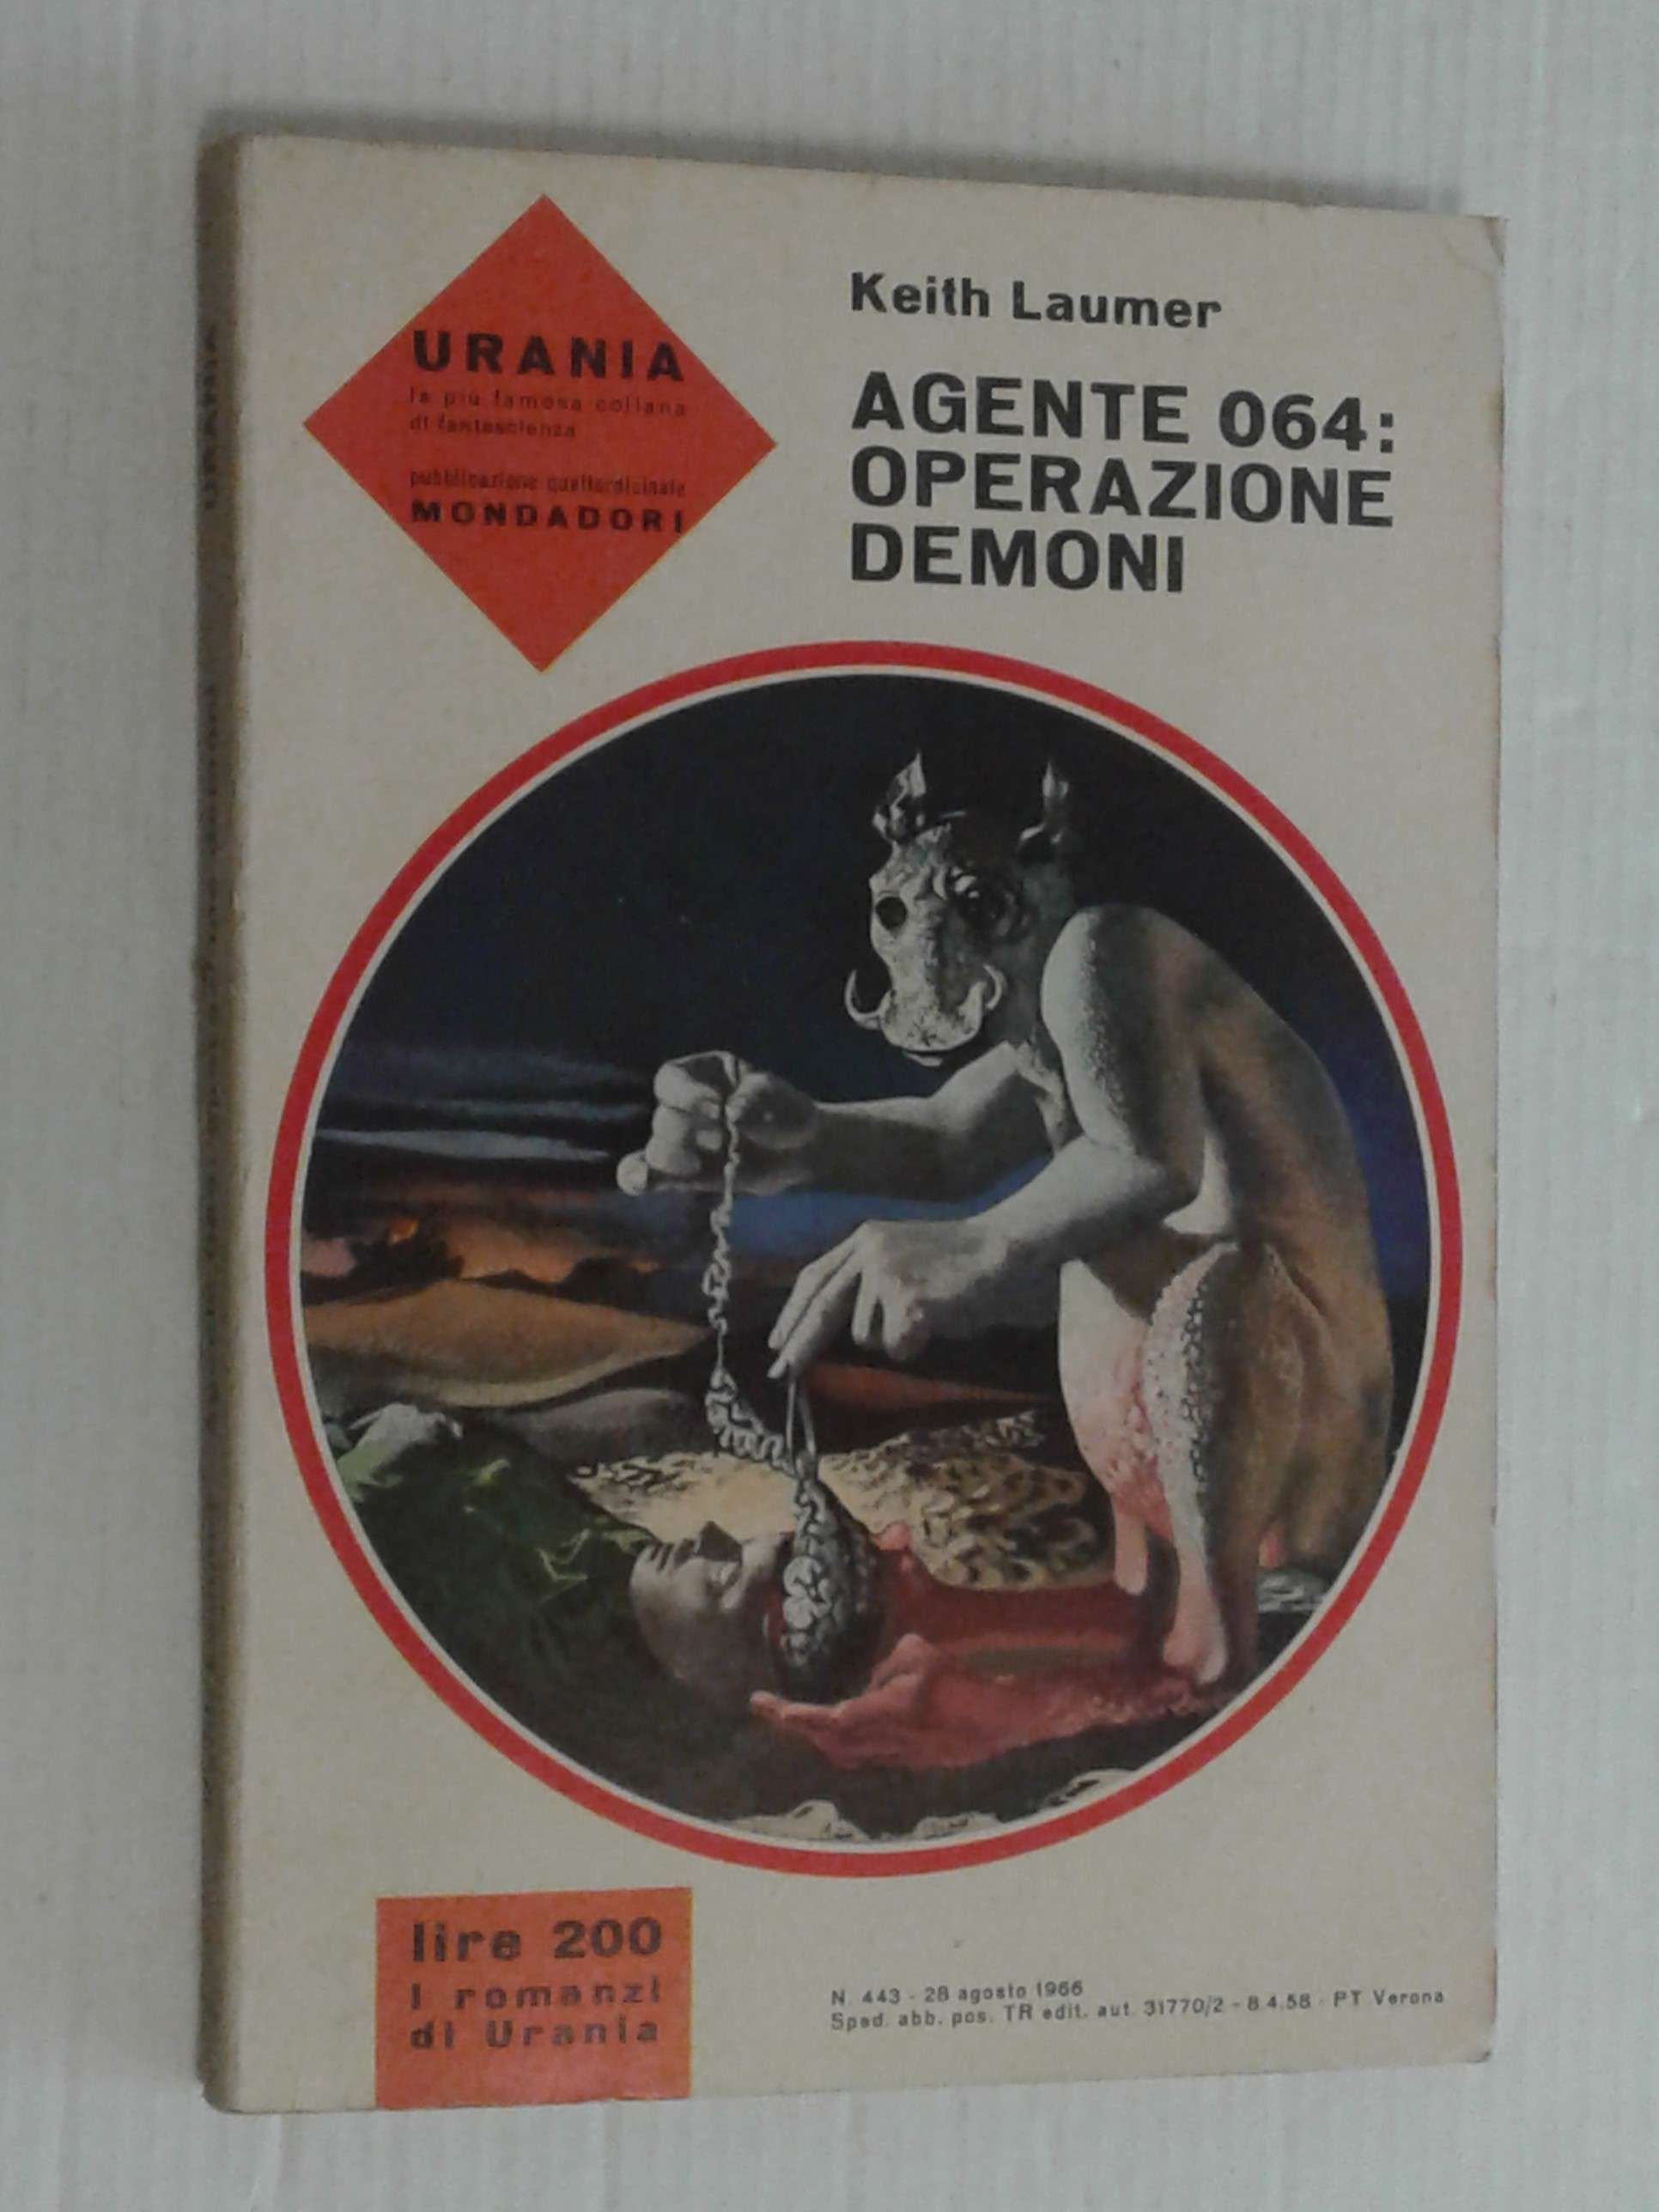 URANIA
la più famosa collana
di fantascienza
pubblicazione quattordicinale
MONDADORI
Keith Laumer
AGENTE 064:
OPERAZIONE
DEMONI
lire 200
I romanzi
di Urania
N. 443 - 28 agosto 1966
Sped. abb. pos. TR edit. aut. 31770/2 - 8.4.58 - PT Verona